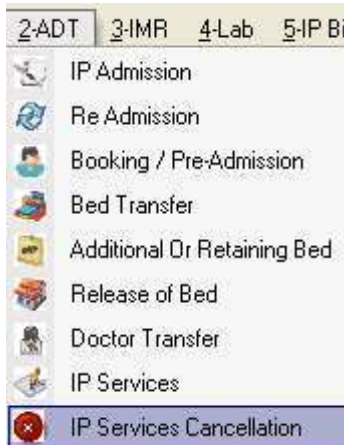 2-ADT 3-IMR 4-Lab 5-IP Bi
IP Admission
Re Admission
Booking / Pre-Admission
Bed Transfer
Additional Or Retaining Bed
Release of Bed
Doctor Transfer
IP Services
IP Services Cancellation